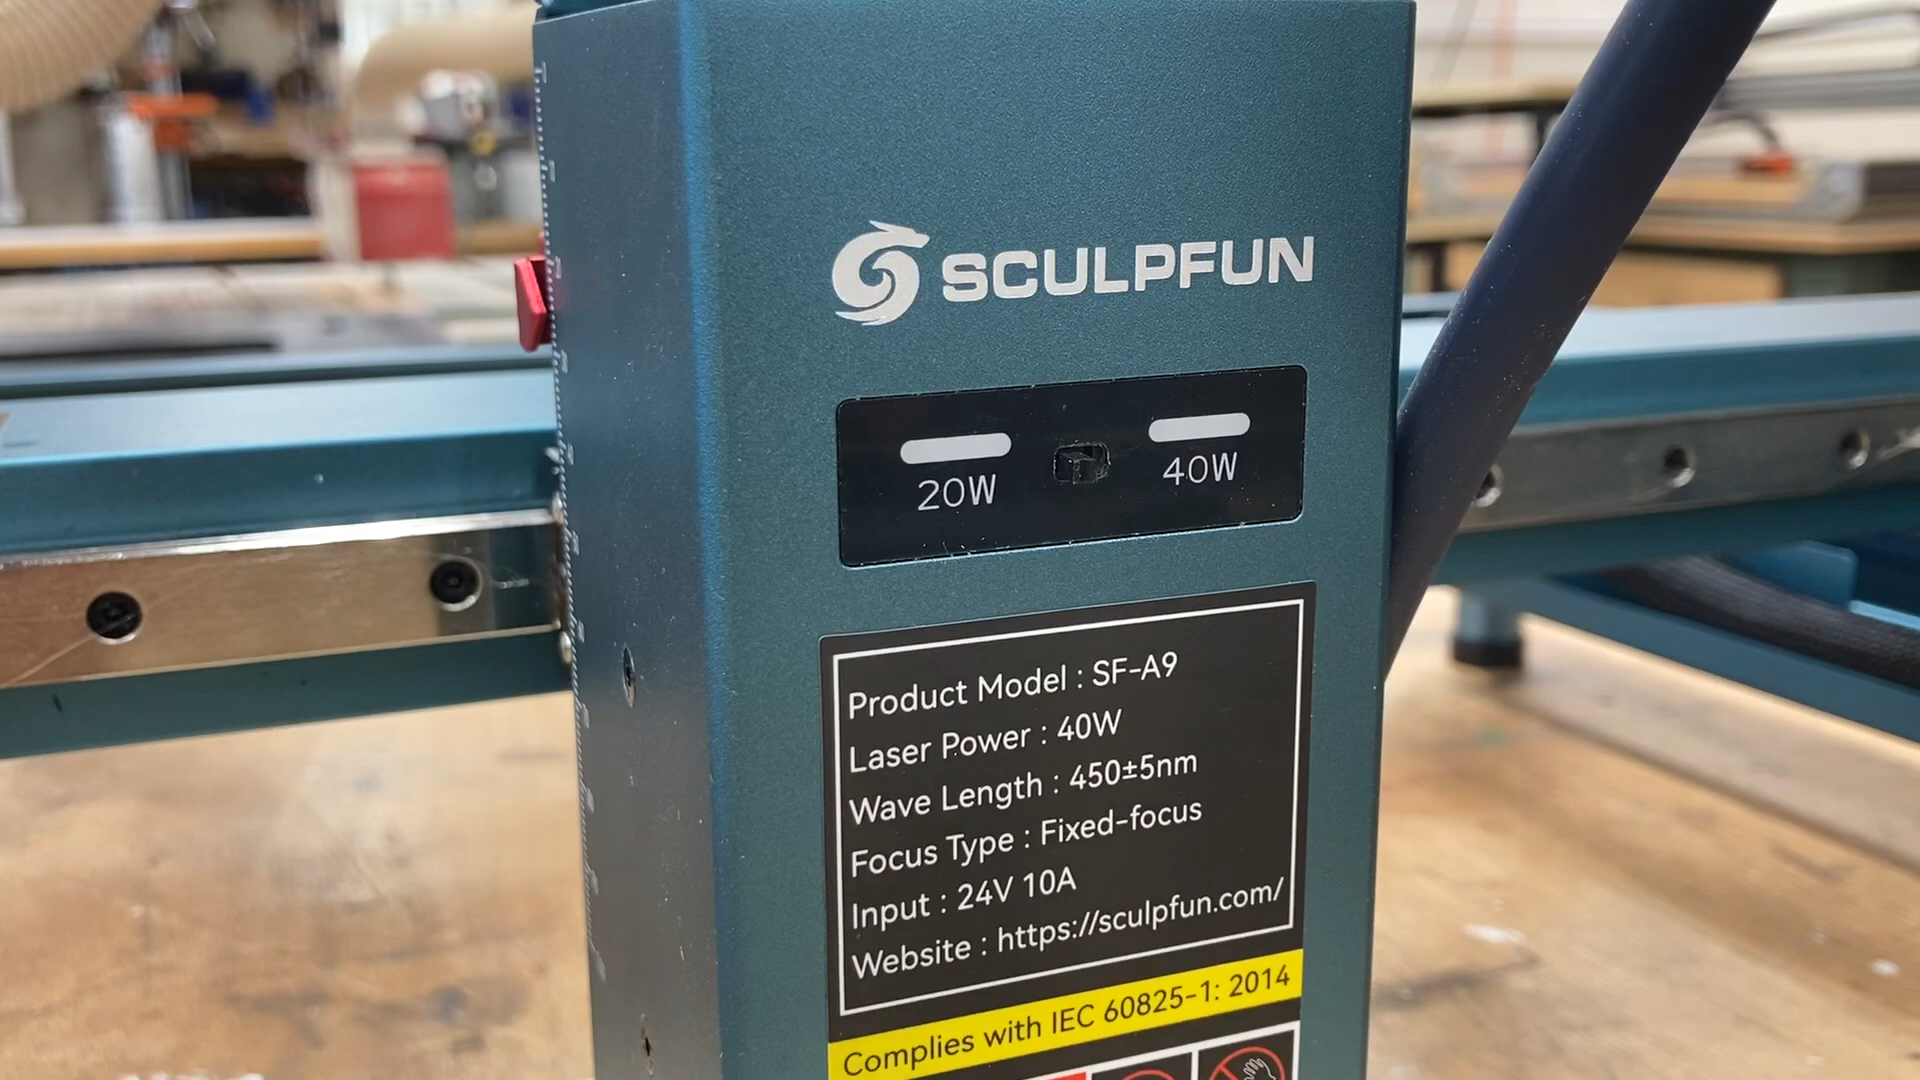 SCULPFUN
20W
40W
Product Model : SF-A9
Laser Power : 40W
Wave Length : 450±5nm
Focus Type : Fixed-focus
Input : 24V 10A
Website : https://sculpfun.com/
Complies with IEC 60825-1: 2014